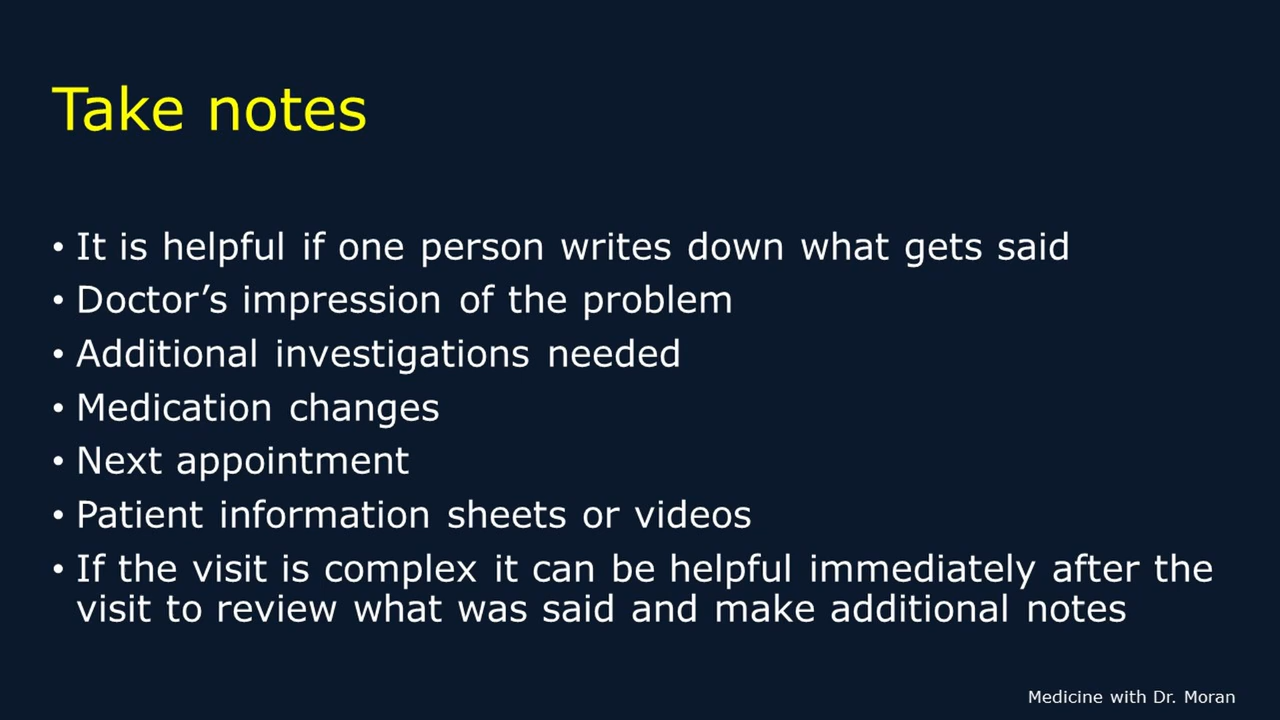 Take notes
• It is helpful if one person writes down what gets said
• Doctor’s impression of the problem
• Additional investigations needed
• Medication changes
• Next appointment
• Patient information sheets or videos
• If the visit is complex it can be helpful immediately after the
visit to review what was said and make additional notes
Medicine with Dr. Moran